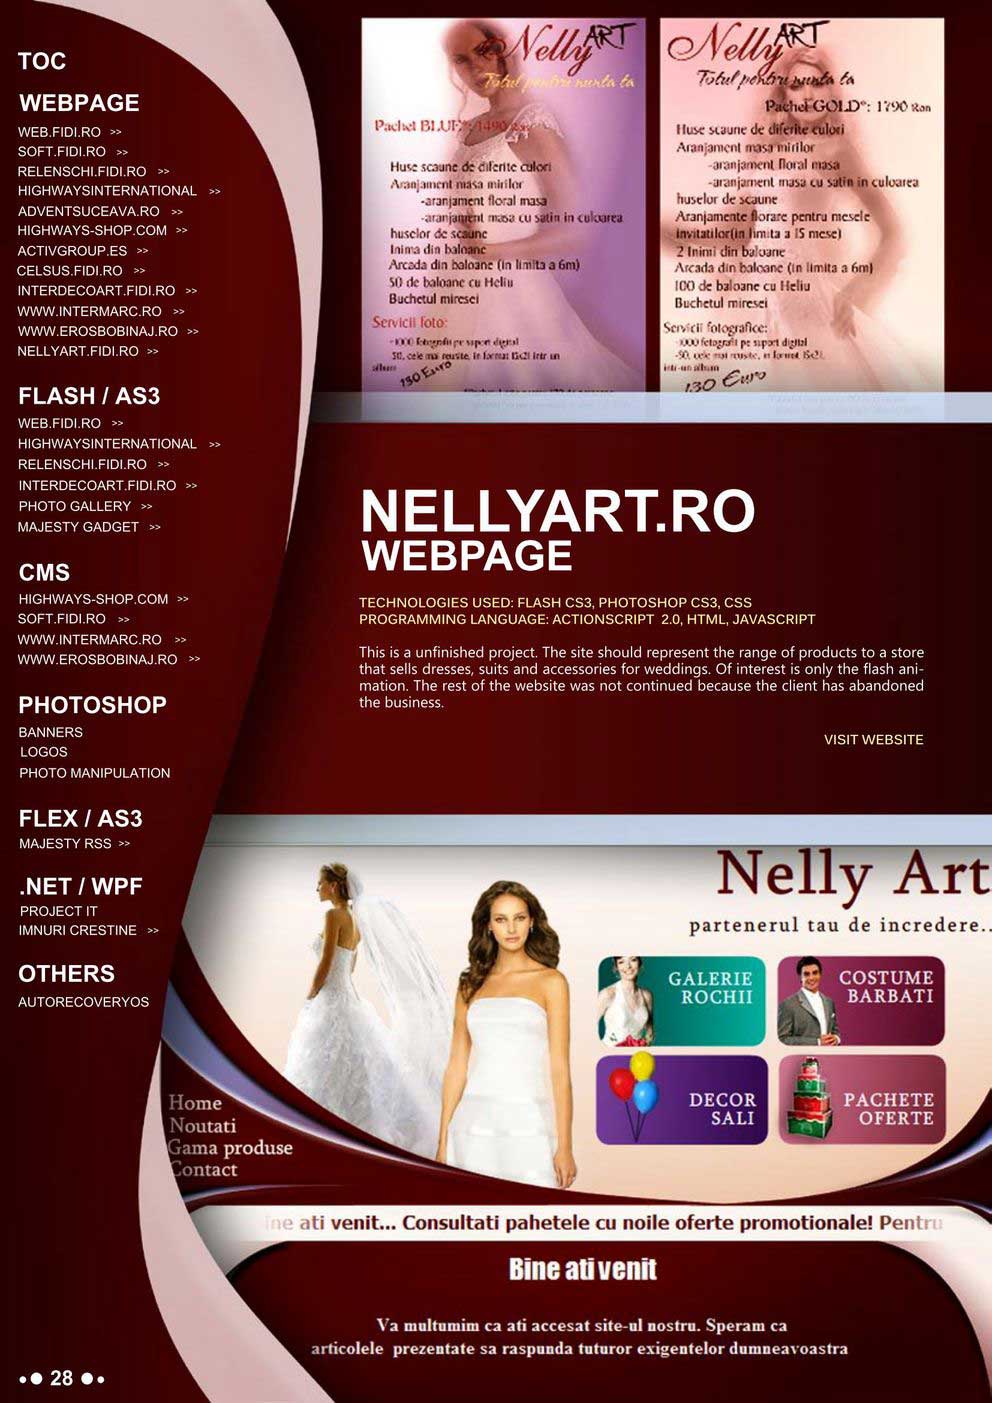 TOC
WEBPAGE
WEB.FIDI.RO >>
SOFT.FIDI.RO >>
RELENSCHI.FIDI.RO >>
HIGHWAYSINTERNATIONAL >>
ADVENTSUCEAVA.RO >>
HIGHWAYS-SHOP.COM >>
ACTIVGROUP.ES >>
CELSUS.FIDI.RO >>
INTERDECOART.FIDI.RO >>
WWW.INTERMARC.RO >>
WWW.EROSBOBINAJ.RO >>
NELLYART.FIDI.RO >>
FLASH / AS3
WEB.FIDI.RO >>
HIGHWAYSINTERNATIONAL >>
RELENSCHI.FIDI.RO >>
INTERDECOART.FIDI.RO >>
PHOTO GALLERY >>
MAJESTY GADGET >>
CMS
HIGHWAYS-SHOP.COM >>
SOFT.FIDI.RO >>
WWW.INTERMARC.RO >>
WWW.EROSBOBINAJ.RO >>
PHOTOSHOP
BANNERS
LOGOS
PHOTO MANIPULATION
FLEX / AS3
MAJESTY RSS >>
.NET / WPF
PROJECT IT
IMNURI CRESTINE >>
OTHERS
AUTORECOVERYOS
28
Nelly ART
Totul pentru nunta ta
Pachet BLUE*: 1490 Ron
Huse scaune de diferite culori
Aranjament masa mirilor
-aranjament floral masa
-aranjament masa cu satin in culoarea
huselor de scaune
Inima din baloane
Arcada din baloane (in limita a 6m)
50 de baloane cu Heliu
Buchetul miresei
Servicii foto:
-1000 fotografii pe suport digital
50, cele mai reusite, in format 15x21 intr un
album
130 Euro
Nelly ART
Totul pentru nunta ta
Pachet GOLD*: 1790 Ron
Huse scaune de diferite culori
Aranjament masa mirilor
-aranjament floral masa
-aranjament masa cu satin in culoarea
huselor de scaune
Aranjamente florare pentru mesele
invitatilor(in limita a 15 mese)
2 Inimi din baloane
Arcada din baloane (in limita a 6m)
100 de baloane cu Heliu
Buchetul miresei
Servicii fotografice:
-1000 fotografii pe suport digital
-50, cele mai reusite, in format 15x21,
intr-un album
130 Euro
NELLYART.RO
WEBPAGE
TECHNOLOGIES USED: FLASH CS3, PHOTOSHOP CS3, CSS
PROGRAMMING LANGUAGE: ACTIONSCRIPT 2.0, HTML, JAVASCRIPT
This is a unfinished project. The site should represent the range of products to a store
that sells dresses, suits and accessories for weddings. Of interest is only the flash ani-
mation. The rest of the website was not continued because the client has abandoned
the business.
VISIT WEBSITE
Nelly Art
partenerul tau de incredere..
GALERIE
ROCHII
COSTUME
BARBATI
DECOR
SALI
PACHETE
OFERTE
Home
Noutati
Gama produse
Contact
ine ati venit... Consultati pahetele cu noile oferte promotionale! Pentru
Bine ati venit
Va multumim ca ati accesat site-ul nostru. Speram ca
articolele prezentate sa raspunda tuturor exigentelor dumneavoastra